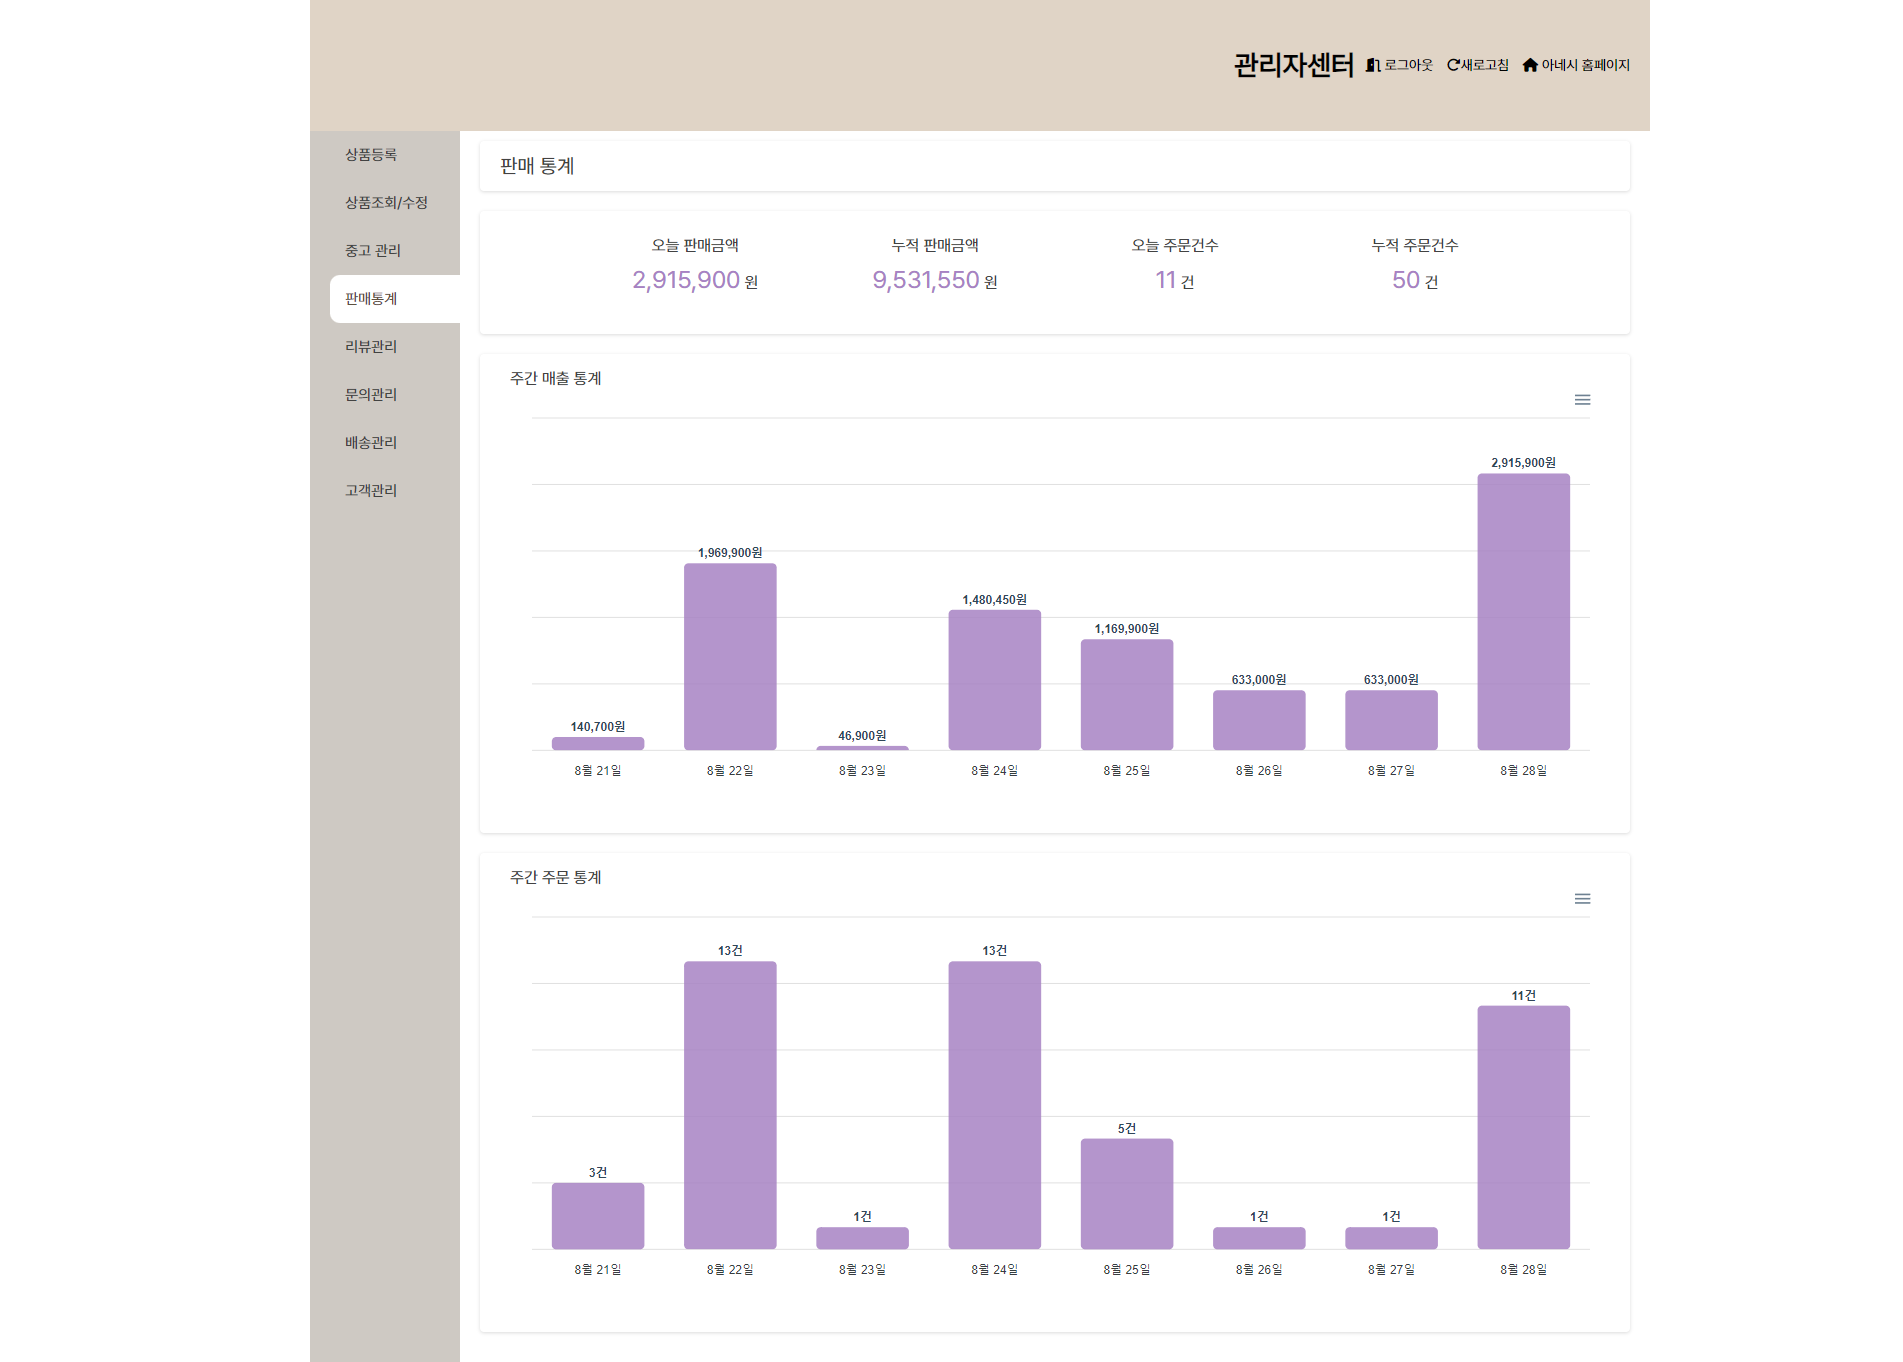 관리자센터 로그아웃 새로고침 아네시 홈페이지
상품등록
상품조회/수정
중고 관리
판매통계
리뷰관리
문의관리
배송관리
고객관리
판매 통계
오늘 판매금액 누적 판매금액 오늘 주문건수 누적 주문건수
2,915,900 원 9,531,550 원 11 건 50 건
주간 매출 통계
140,700원 1,969,900원 46,900원 1,480,450원 1,169,900원 633,000원 633,000원 2,915,900원
8월 21일 8월 22일 8월 23일 8월 24일 8월 25일 8월 26일 8월 27일 8월 28일
주간 주문 통계
3건 13건 1건 13건 5건 1건 1건 11건
8월 21일 8월 22일 8월 23일 8월 24일 8월 25일 8월 26일 8월 27일 8월 28일